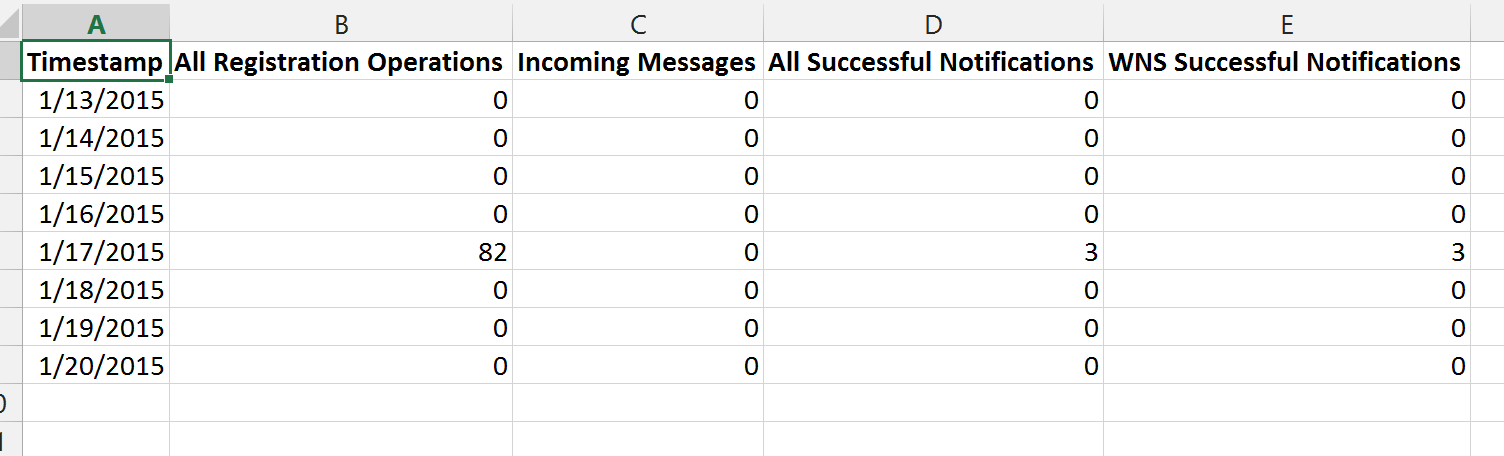 A B C D E
Timestamp All Registration Operations Incoming Messages All Successful Notifications WNS Successful Notifications
1/13/2015 0 0 0 0
1/14/2015 0 0 0 0
1/15/2015 0 0 0 0
1/16/2015 0 0 0 0
1/17/2015 82 0 3 3
1/18/2015 0 0 0 0
1/19/2015 0 0 0 0
1/20/2015 0 0 0 0